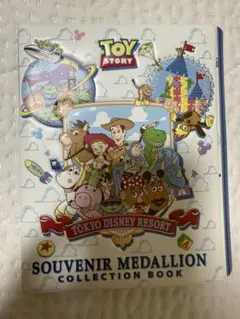 TOY
STORY
TOKYO DISNEY RESORT
SOUVENIR MEDALLION
COLLECTION BOOK